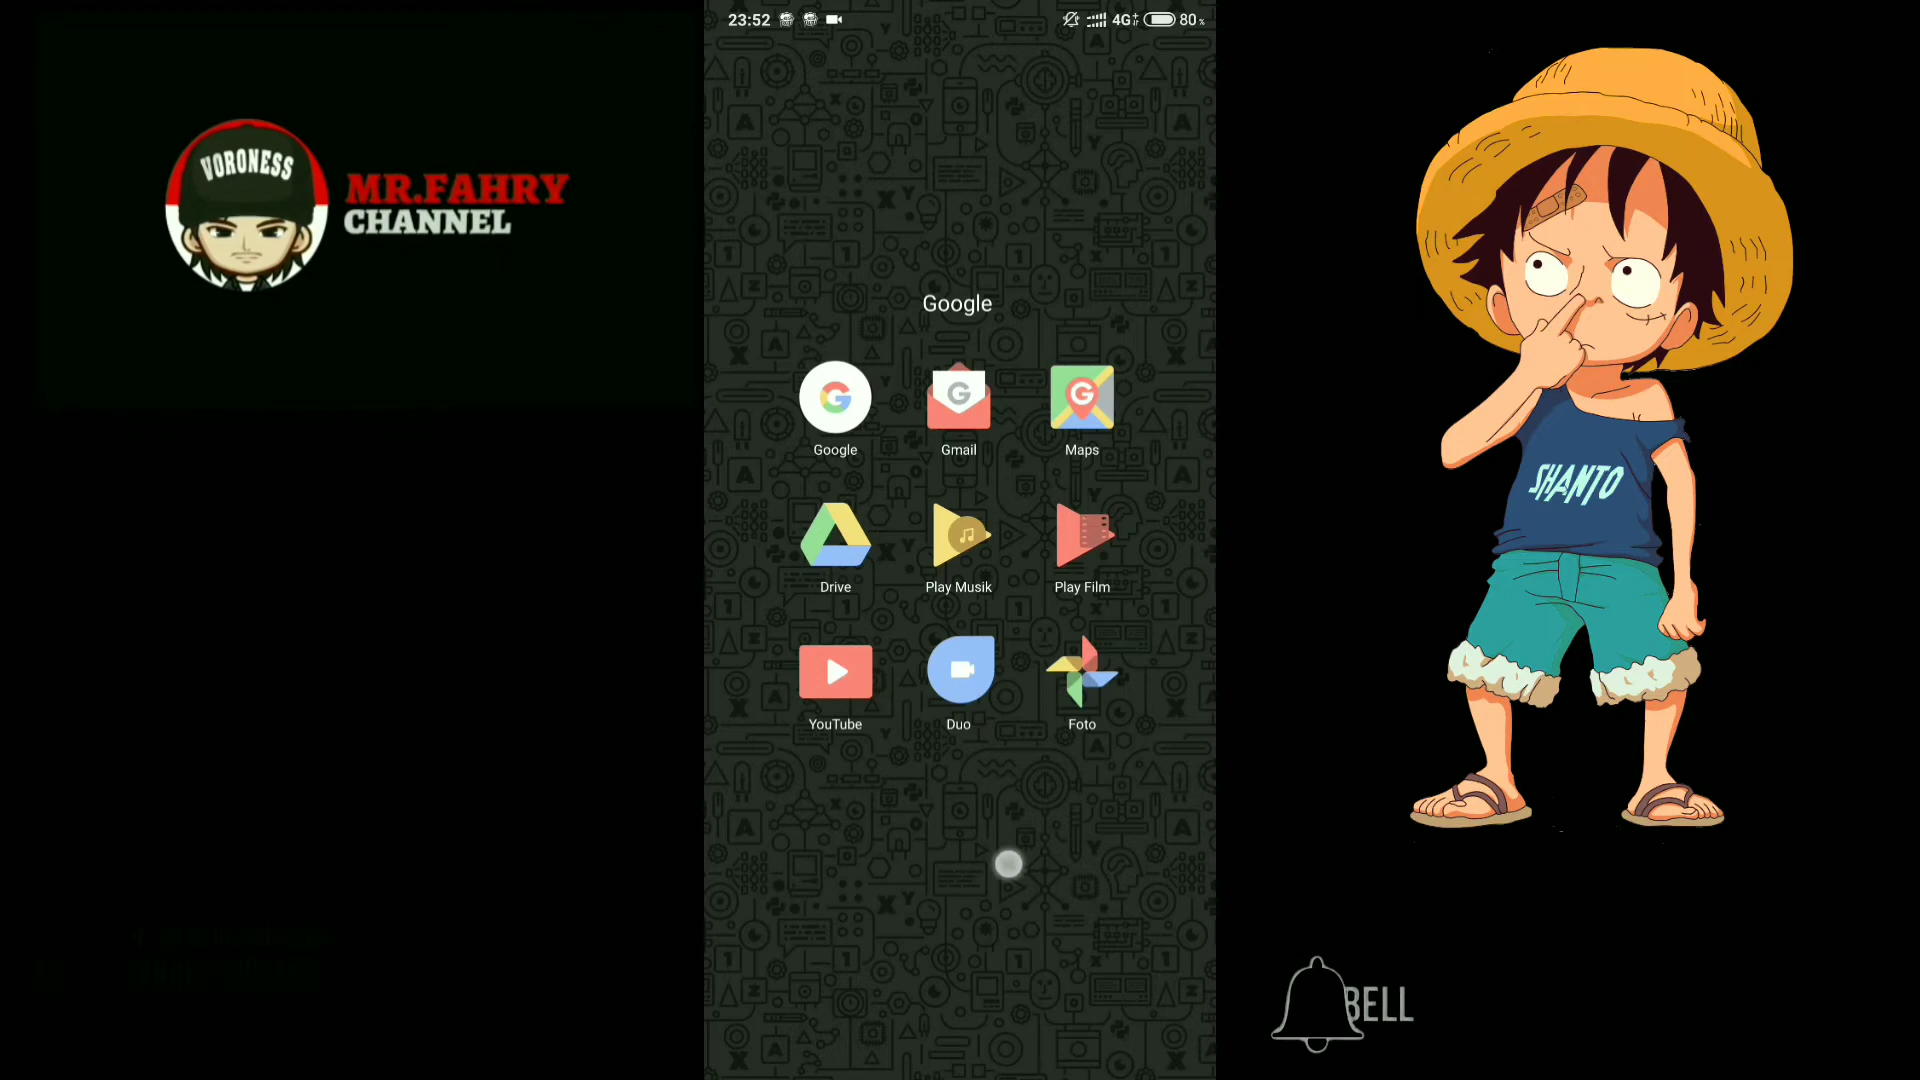 VORONESS
MR.FAHRY
CHANNEL
23:52
4G+
80 %
Google
Google
Gmail
Maps
Drive
Play Musik
Play Film
YouTube
Duo
Foto
SHANTO
BELL